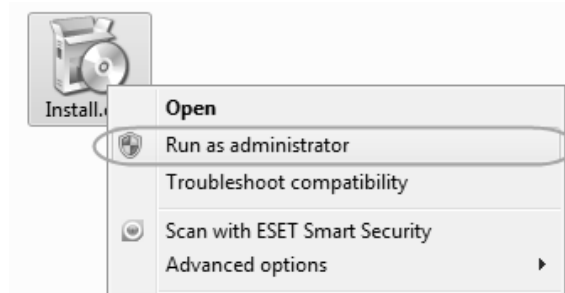 Install.
Open
Run as administrator
Troubleshoot compatibility
Scan with ESET Smart Security
Advanced options